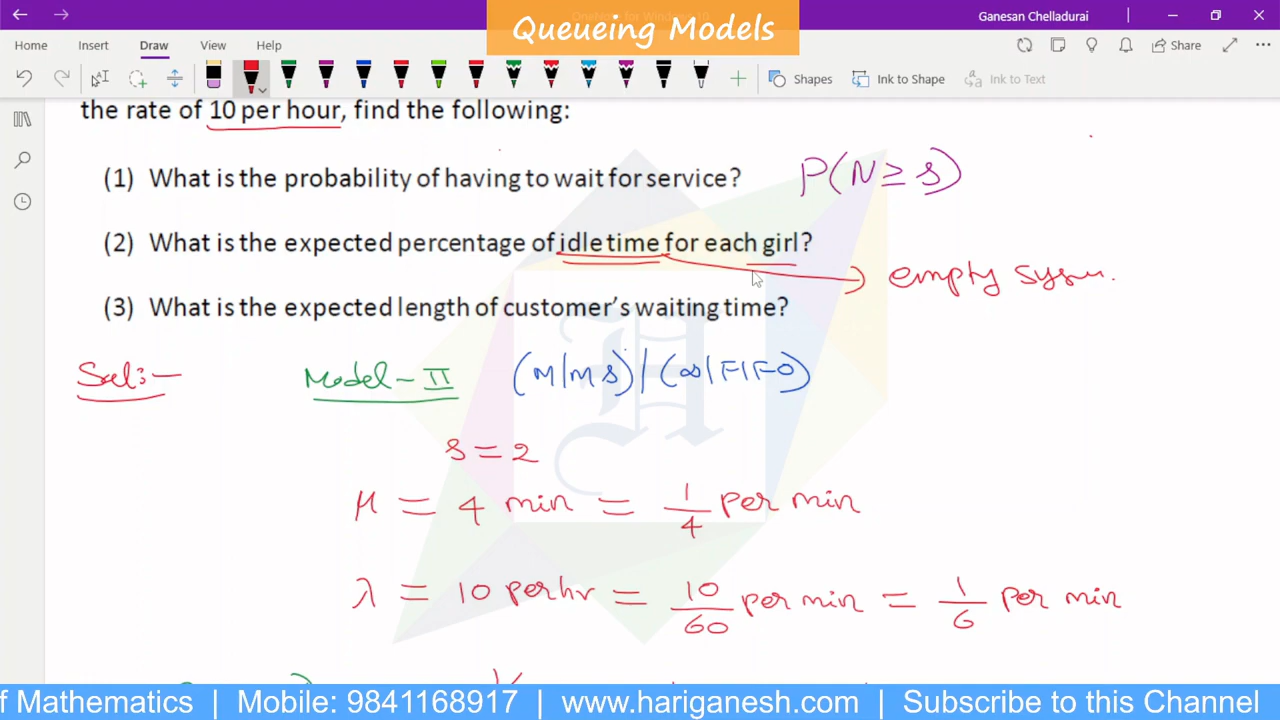 Queueing Models
Ganesan Chelladurai
Home Insert Draw View Help
Share
Shapes
Ink to Shape
Ink to Text
the rate of 10 per hour, find the following:
(1) What is the probability of having to wait for service? P(N ≥ s)
(2) What is the expected percentage of idle time for each girl?
empty system.
(3) What is the expected length of customer's waiting time?
Sol:- Model - II (M/M/s)/(∞/FIFO)
s = 2
μ = 4 min = 1/4 per min
λ = 10 per hr = 10/60 per min = 1/6 per min
f Mathematics | Mobile: 9841168917 | www.hariganesh.com | Subscribe to this Channel